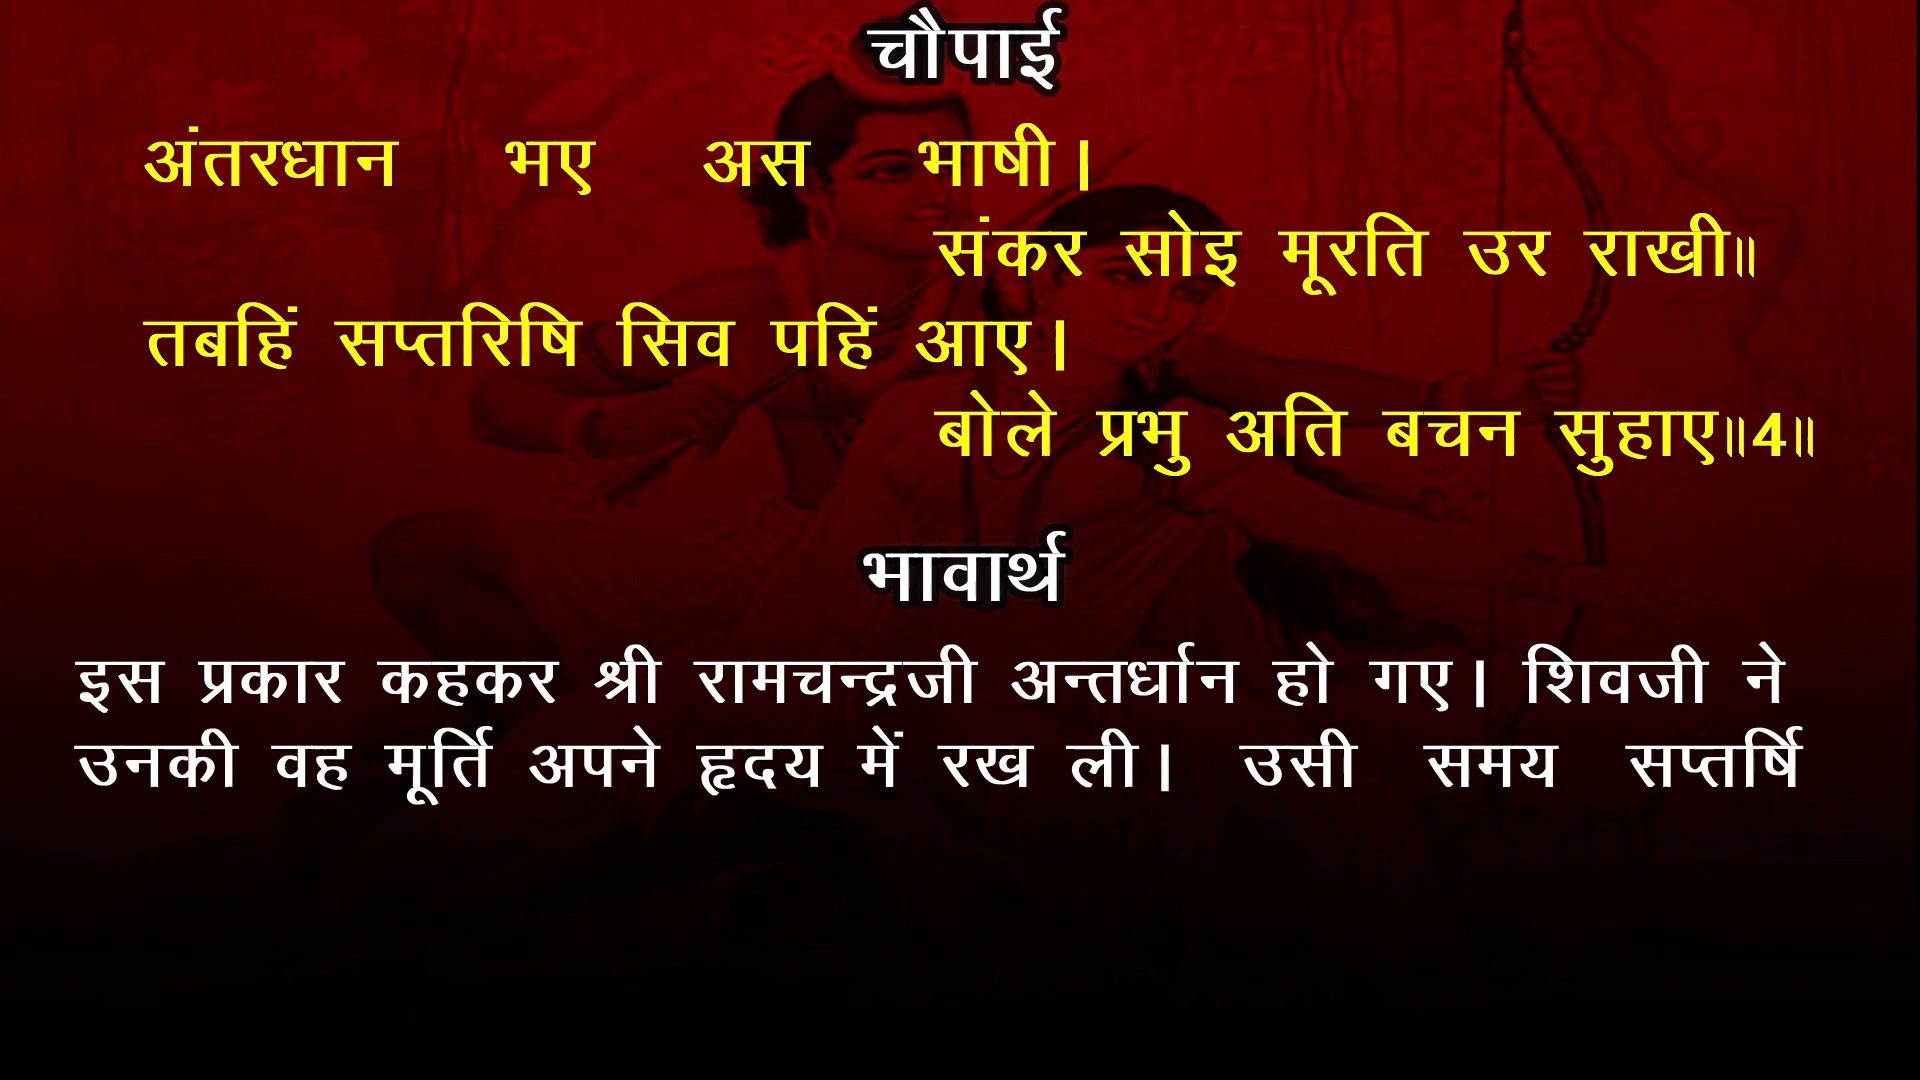 चौपाई
अंतरधान भए अस भाषी।
संकर सोइ मूरति उर राखी॥
तबहिं सप्तरिषि सिव पहिं आए।
बोले प्रभु अति बचन सुहाए॥4॥
भावार्थ
इस प्रकार कहकर श्री रामचन्द्रजी अन्तर्धान हो गए। शिवजी ने
उनकी वह मूर्ति अपने हृदय में रख ली। उसी समय सप्तर्षि